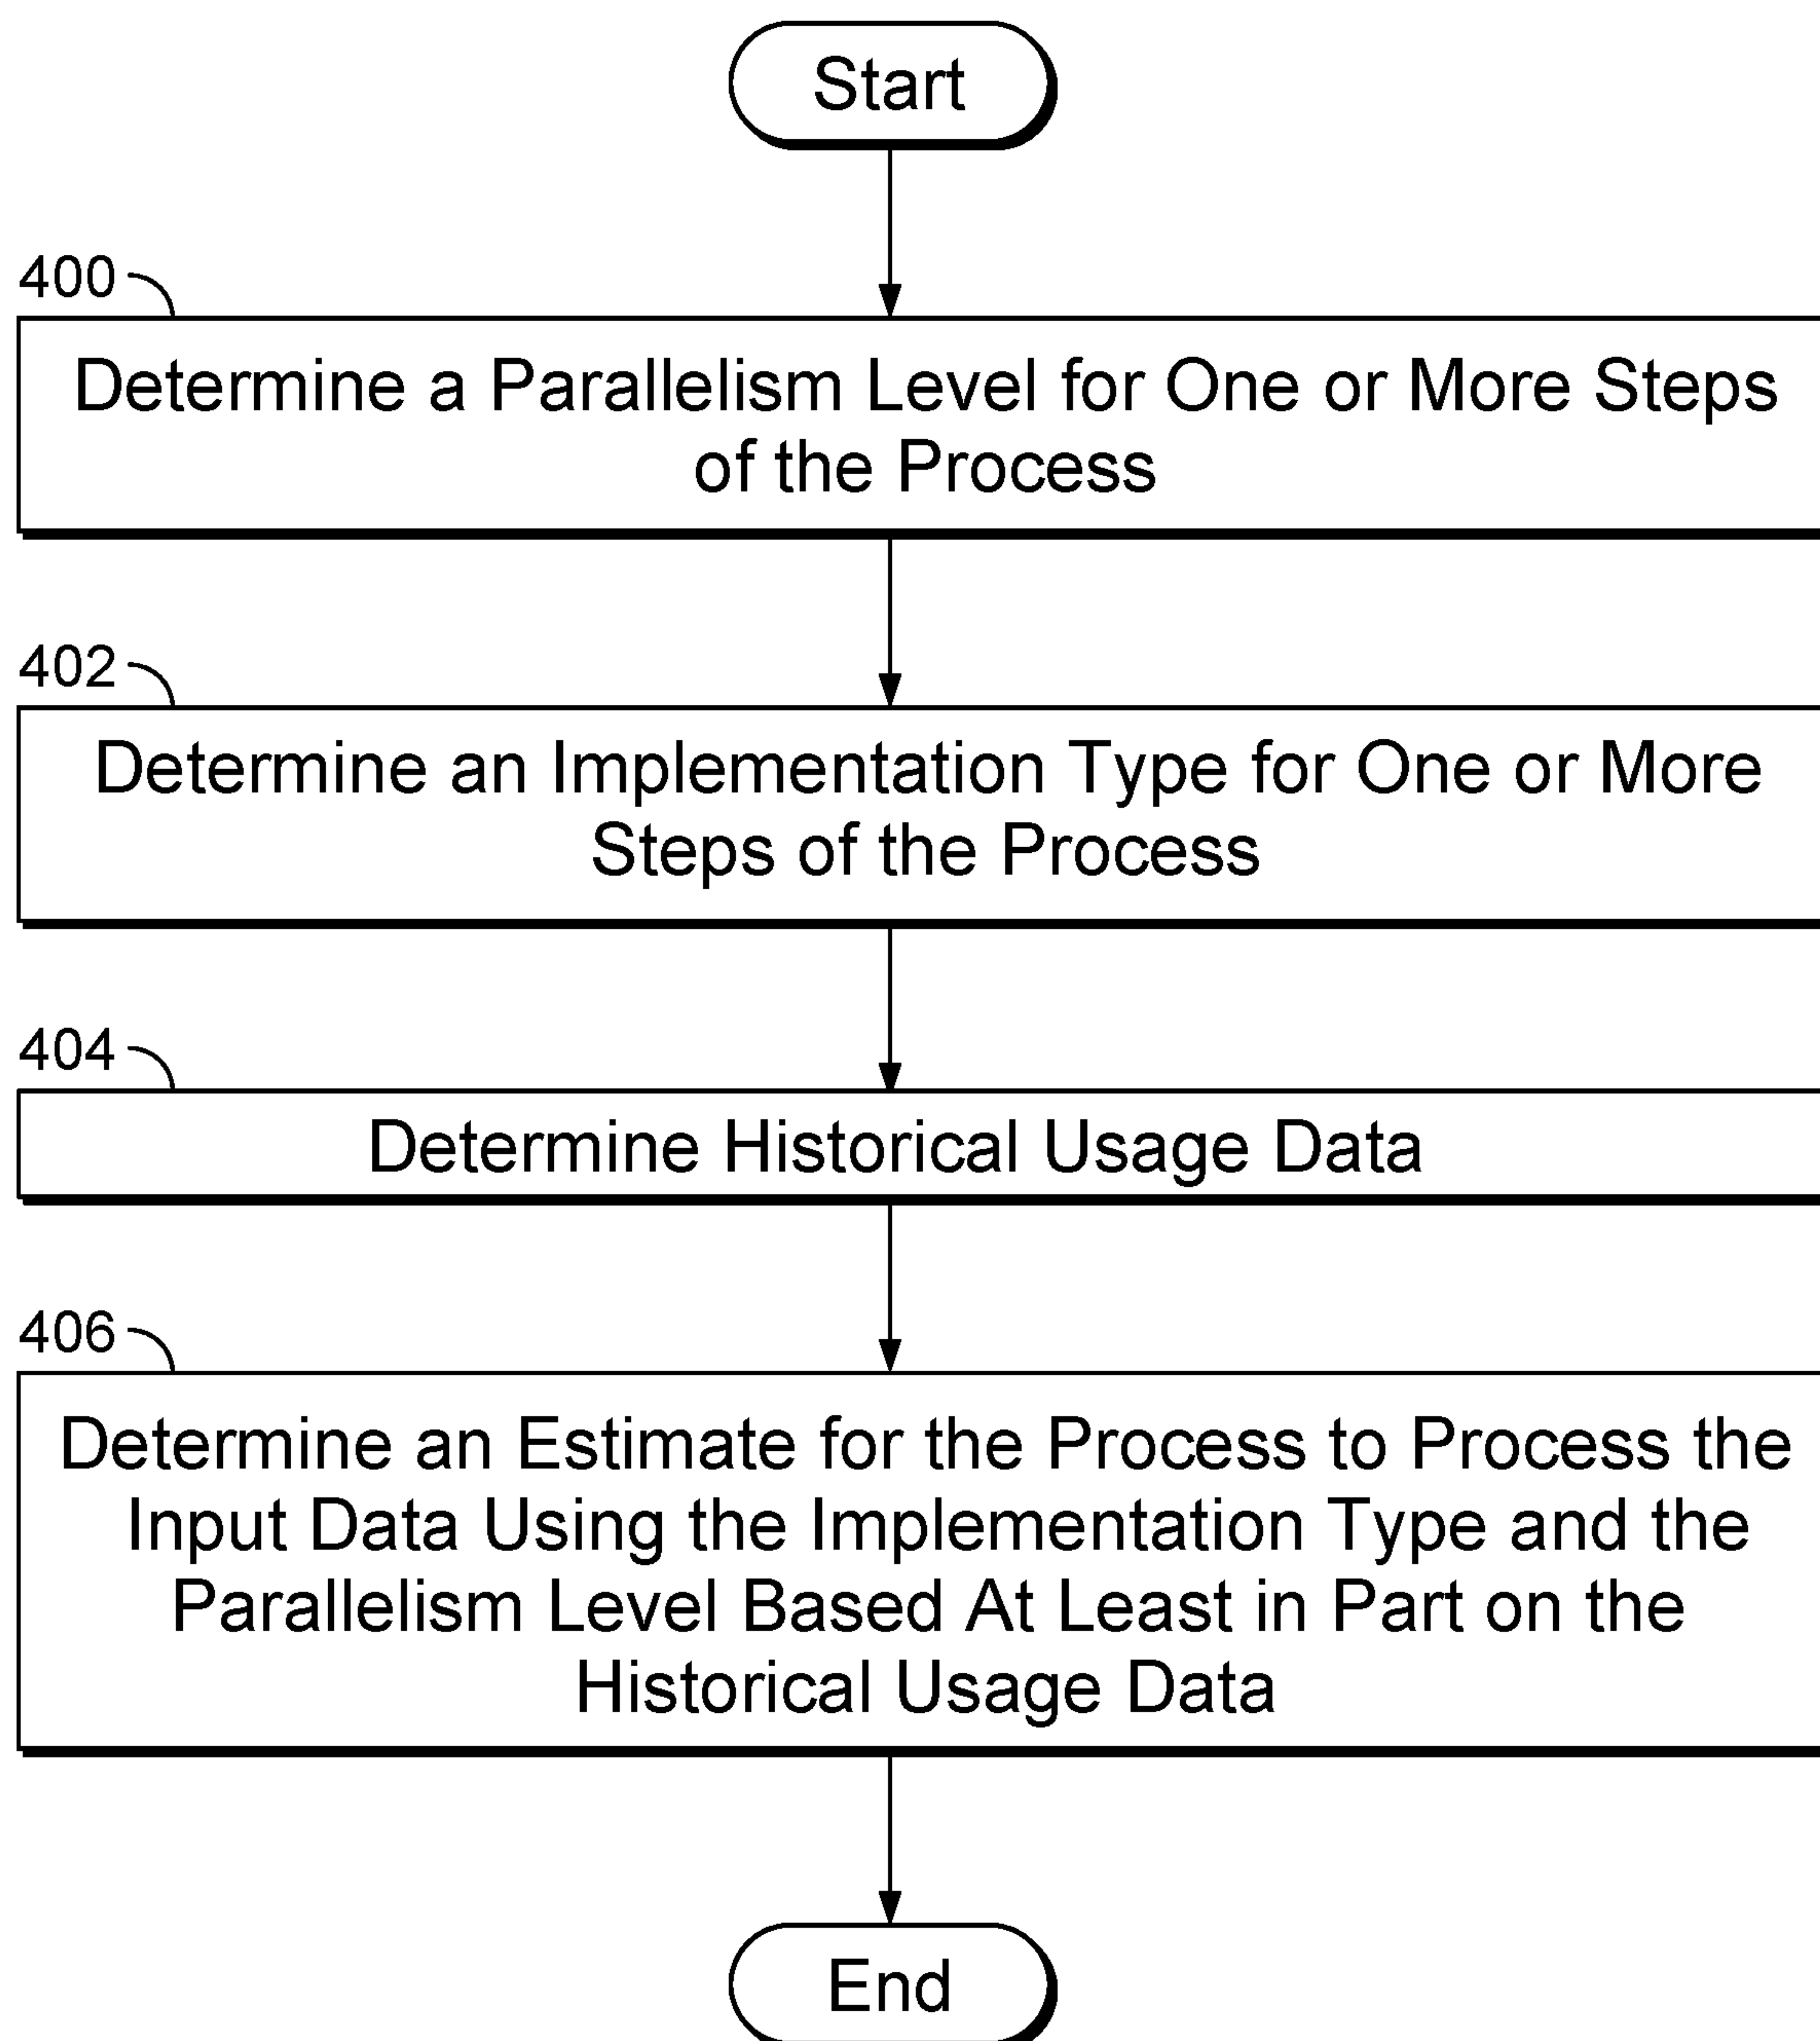 Start
400
Determine a Parallelism Level for One or More Steps
of the Process
402
Determine an Implementation Type for One or More
Steps of the Process
404
Determine Historical Usage Data
406
Determine an Estimate for the Process to Process the
Input Data Using the Implementation Type and the
Parallelism Level Based At Least in Part on the
Historical Usage Data
End